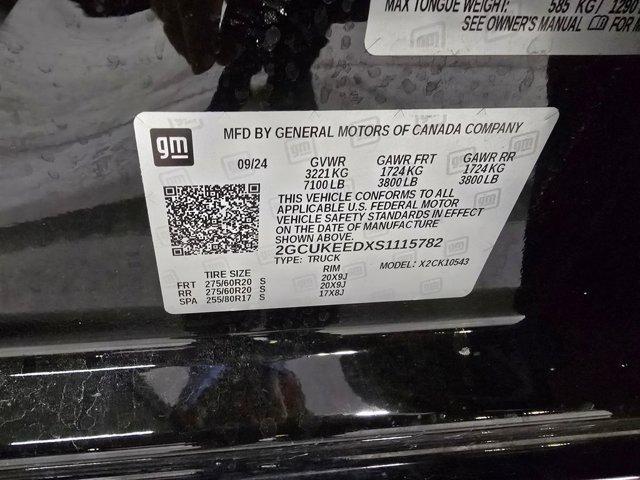 MAX TONGUE WEIGHT: 585 KG / 1290
SEE OWNER'S MANUAL FOR M
gm
MFD BY GENERAL MOTORS OF CANADA COMPANY
09/24 GVWR GAWR FRT GAWR RR
3221 KG 1724 KG 1724 KG
7100 LB 3800 LB 3800 LB
THIS VEHICLE CONFORMS TO ALL
APPLICABLE U.S. FEDERAL MOTOR
VEHICLE SAFETY STANDARDS IN EFFECT
ON THE DATE OF MANUFACTURE
SHOWN ABOVE.
2GCUKEEDXS1115782
TYPE: TRUCK MODEL: X2CK10543
TIRE SIZE RIM
FRT 275/60R20 S 20X9J
RR 275/60R20 S 20X9J
SPA 255/80R17 S 17X8J